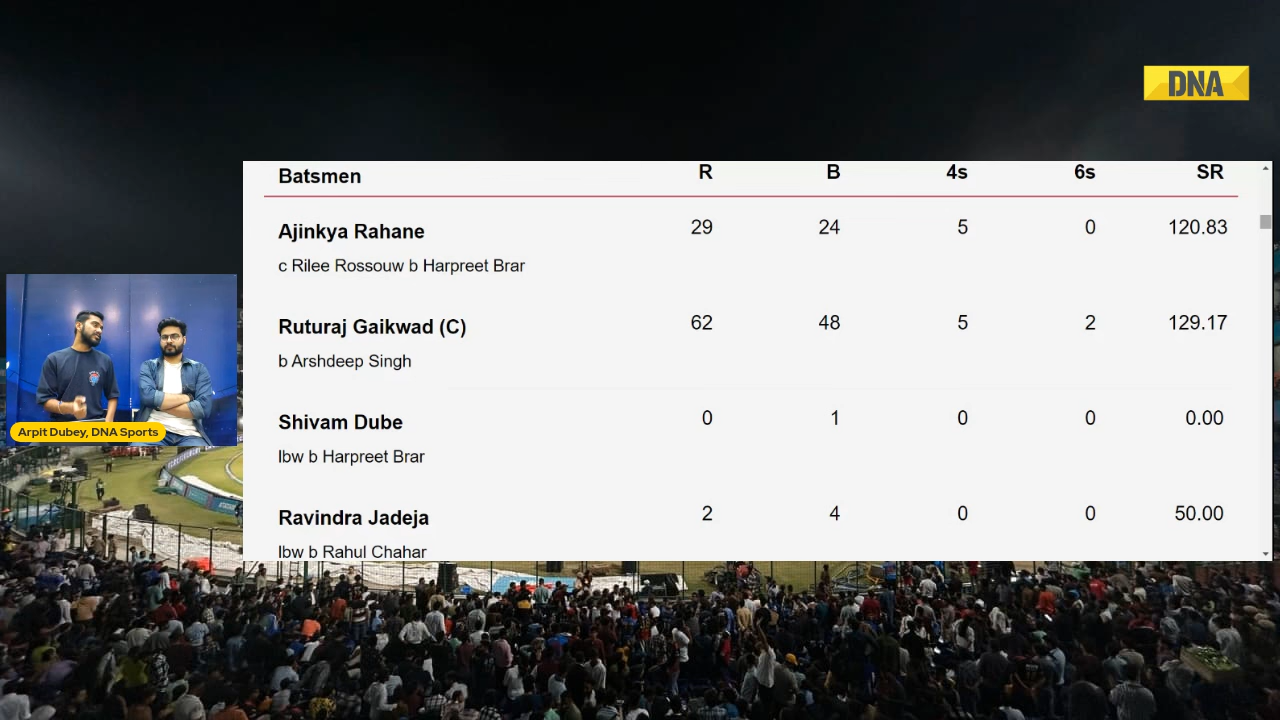 DNA
Batsmen R B 4s 6s SR
Ajinkya Rahane 29 24 5 0 120.83
c Rilee Rossouw b Harpreet Brar
Ruturaj Gaikwad (C) 62 48 5 2 129.17
b Arshdeep Singh
Shivam Dube 0 1 0 0 0.00
lbw b Harpreet Brar
Ravindra Jadeja 2 4 0 0 50.00
lbw b Rahul Chahar
Arpit Dubey, DNA Sports